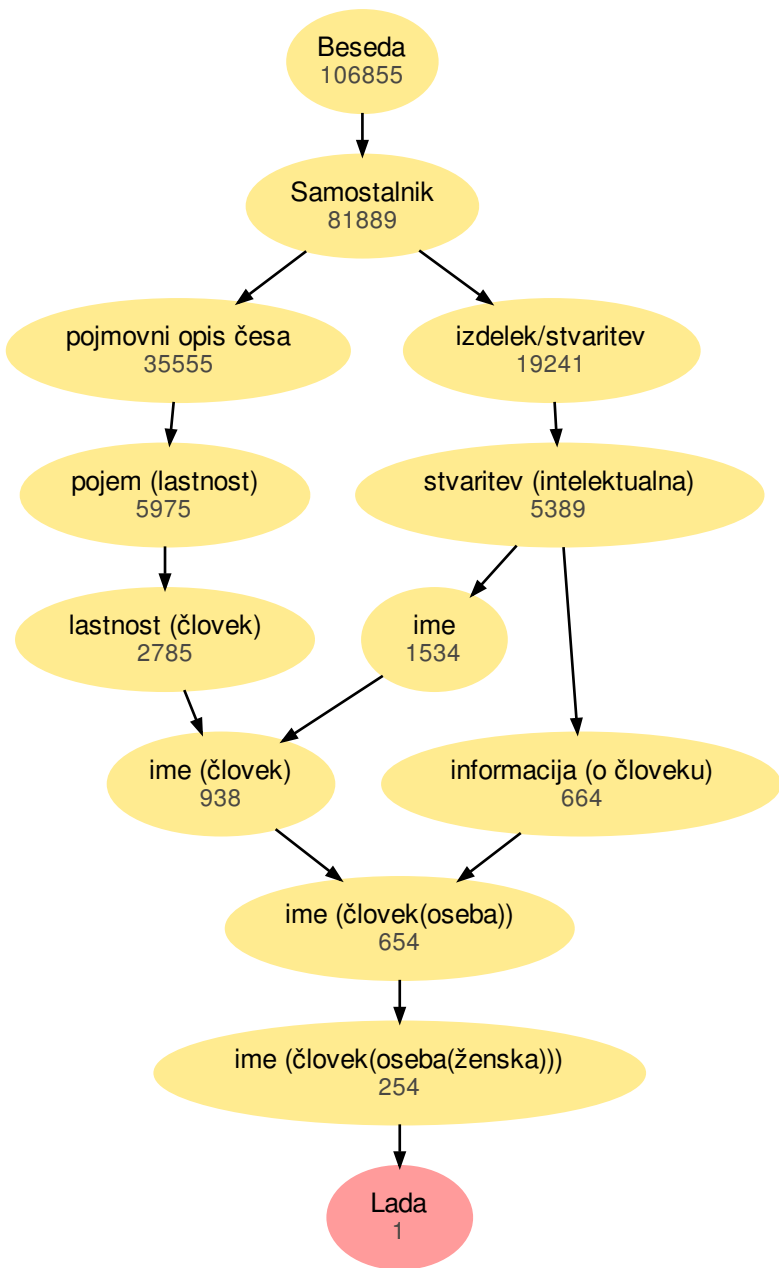 Beseda
106855
Samostalnik
81889
pojmovni opis česa
35555
izdelek/stvaritev
19241
pojem (lastnost)
5975
stvaritev (intelektualna)
5389
lastnost (človek)
2785
ime
1534
ime (človek)
938
informacija (o človeku)
664
ime (človek(oseba))
654
ime (človek(oseba(ženska)))
254
Lada
1